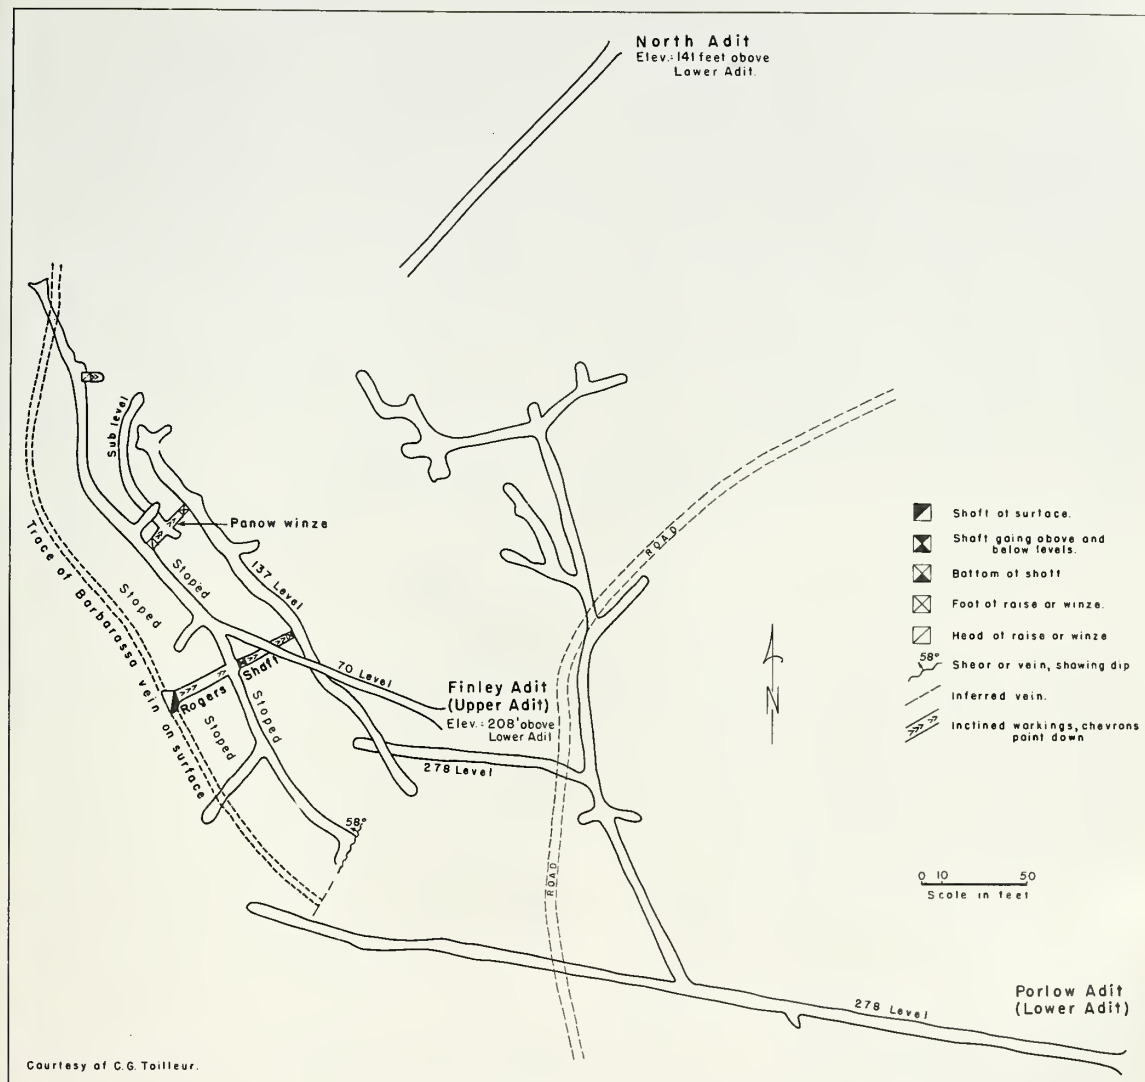 North Adit
Elev.: 141 feet above
Lower Adit.
Sub level
Panow winze
Stoped
Stoped
137 Level
Trace of Barbarossa vein on surface
Rogers Shaft
Stoped
Stoped
70 Level
Finley Adit
(Upper Adit)
Elev.: 208' above
Lower Adit
278 Level
58°
ROAD
ROAD
N
Shaft at surface.
Shaft going above and
below levels.
Bottom of shaft
Foot of raise or winze.
Head of raise or winze
58°
Shear or vein, showing dip
Inferred vein.
Inclined workings, chevrons
point down
0 10 50
Scale in feet
278 Level
Porlow Adit
(Lower Adit)
Courtesy of C.G. Toilleur.